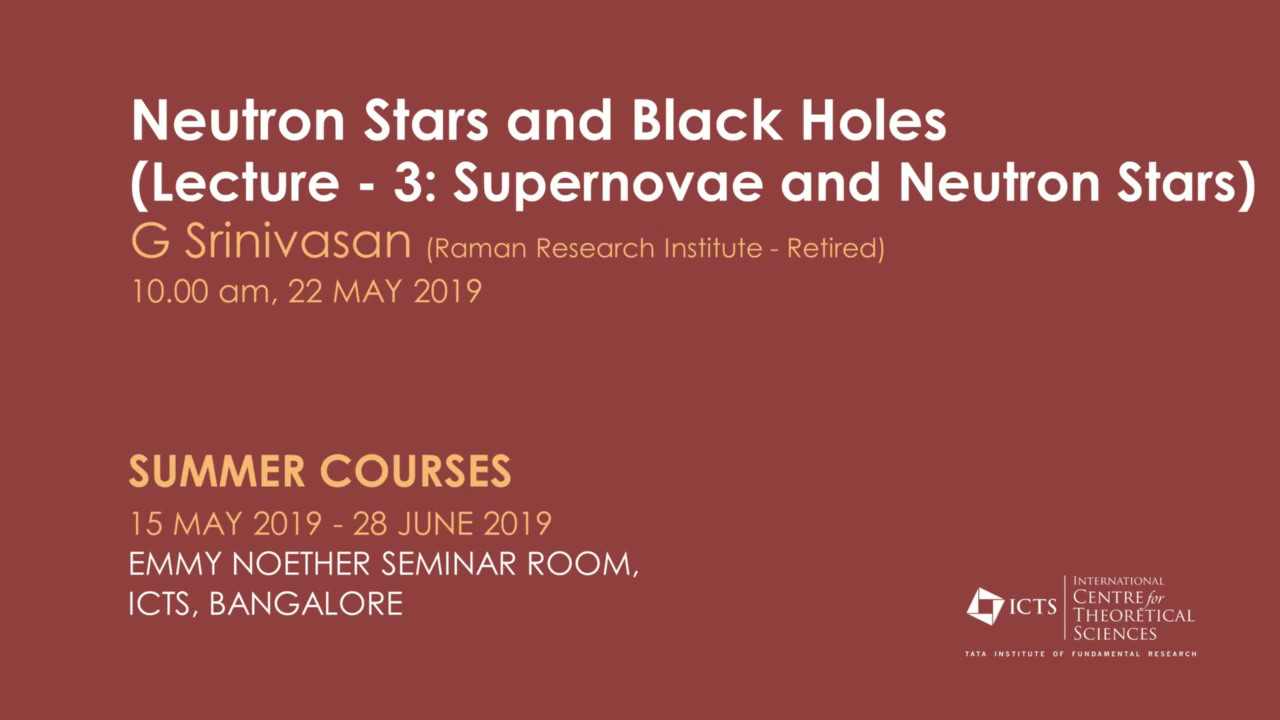 Neutron Stars and Black Holes
(Lecture - 3: Supernovae and Neutron Stars)
G Srinivasan (Raman Research Institute - Retired)
10.00 am, 22 MAY 2019
SUMMER COURSES
15 MAY 2019 - 28 JUNE 2019
EMMY NOETHER SEMINAR ROOM,
ICTS, BANGALORE
ICTS
INTERNATIONAL
CENTRE for
THEORETICAL
SCIENCES
TATA INSTITUTE OF FUNDAMENTAL RESEARCH